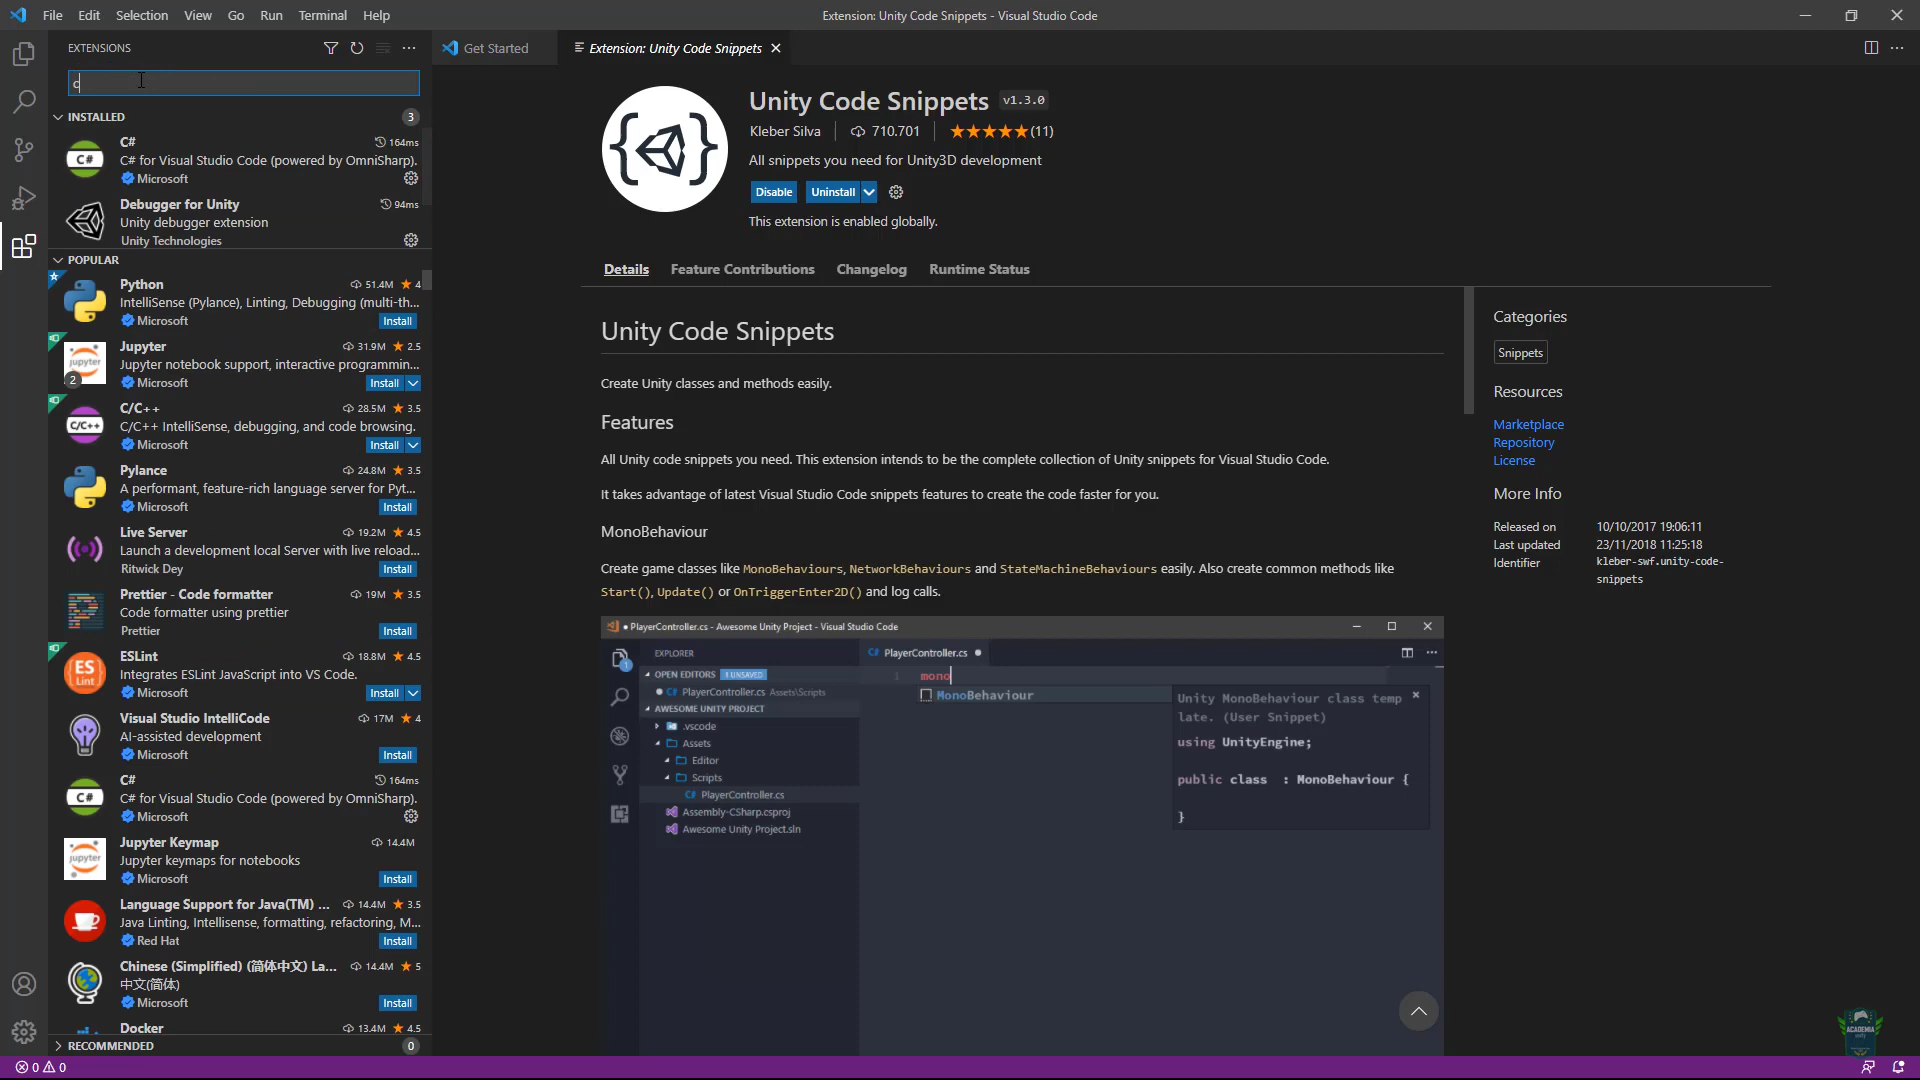 File Edit Selection View Go Run Terminal Help
Extension: Unity Code Snippets - Visual Studio Code
EXTENSIONS
Get Started
Extension: Unity Code Snippets
c
INSTALLED
3
C#
164ms
C# for Visual Studio Code (powered by OmniSharp).
Microsoft
Debugger for Unity
94ms
Unity debugger extension
Unity Technologies
POPULAR
Python
51.4M
4
IntelliSense (Pylance), Linting, Debugging (multi-th...
Microsoft
Install
Jupyter
31.9M
2.5
Jupyter notebook support, interactive programmin...
2
Microsoft
Install
C/C++
28.5M
3.5
C/C++ IntelliSense, debugging, and code browsing.
Microsoft
Install
Pylance
24.8M
3.5
A performant, feature-rich language server for Pyt...
Microsoft
Install
Live Server
19.2M
4.5
Launch a development local Server with live reload...
Ritwick Dey
Install
Prettier - Code formatter
19M
3.5
Code formatter using prettier
Prettier
Install
ESLint
18.8M
4.5
Integrates ESLint JavaScript into VS Code.
Microsoft
Install
Visual Studio IntelliCode
17M
4
AI-assisted development
Microsoft
Install
C#
164ms
C# for Visual Studio Code (powered by OmniSharp).
Microsoft
Jupyter Keymap
14.4M
Jupyter keymaps for notebooks
Microsoft
Install
Language Support for Java(TM) ...
14.4M
3.5
Java Linting, Intellisense, formatting, refactoring, M...
Red Hat
Install
Chinese (Simplified) (简体中文) La...
14.4M
5
中文(简体)
Microsoft
Install
Docker
13.4M
4.5
RECOMMENDED
0
0 0
Unity Code Snippets v1.3.0
Kleber Silva
710.701
(11)
All snippets you need for Unity3D development
Disable
Uninstall
This extension is enabled globally.
Details Feature Contributions Changelog Runtime Status
Unity Code Snippets
Create Unity classes and methods easily.
Features
All Unity code snippets you need. This extension intends to be the complete collection of Unity snippets for Visual Studio Code.
It takes advantage of latest Visual Studio Code snippets features to create the code faster for you.
MonoBehaviour
Create game classes like MonoBehaviours, NetworkBehaviours and StateMachineBehaviours easily. Also create common methods like
Start(), Update() or OnTriggerEnter2D() and log calls.
● PlayerController.cs - Awesome Unity Project - Visual Studio Code
EXPLORER
PlayerController.cs
OPEN EDITORS 1 UNSAVED
PlayerController.cs Assets\Scripts
AWESOME UNITY PROJECT
.vscode
Assets
Editor
Scripts
PlayerController.cs
Assembly-CSharp.csproj
Awesome Unity Project.sln
1 mono
MonoBehaviour
Unity MonoBehaviour class temp
late. (User Snippet)
using UnityEngine;
public class : MonoBehaviour {
}
Categories
Snippets
Resources
Marketplace
Repository
License
More Info
Released on 10/10/2017 19:06:11
Last updated 23/11/2018 11:25:18
Identifier kleber-swf.unity-code-
snippets
ACADEMIA